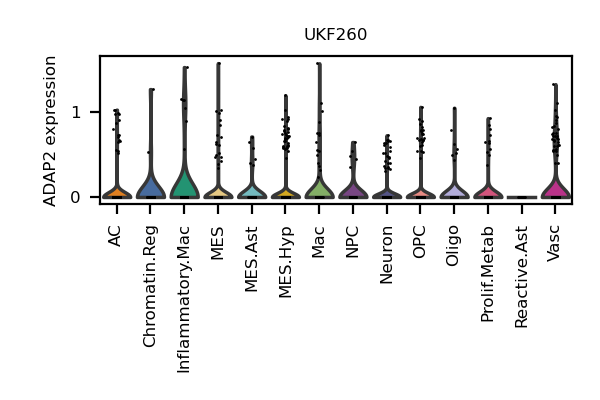 UKF260
ADAP2 expression
1
0
AC
Chromatin.Reg
Inflammatory.Mac
MES
MES.Ast
MES.Hyp
Mac
NPC
Neuron
OPC
Oligo
Prolif.Metab
Reactive.Ast
Vasc